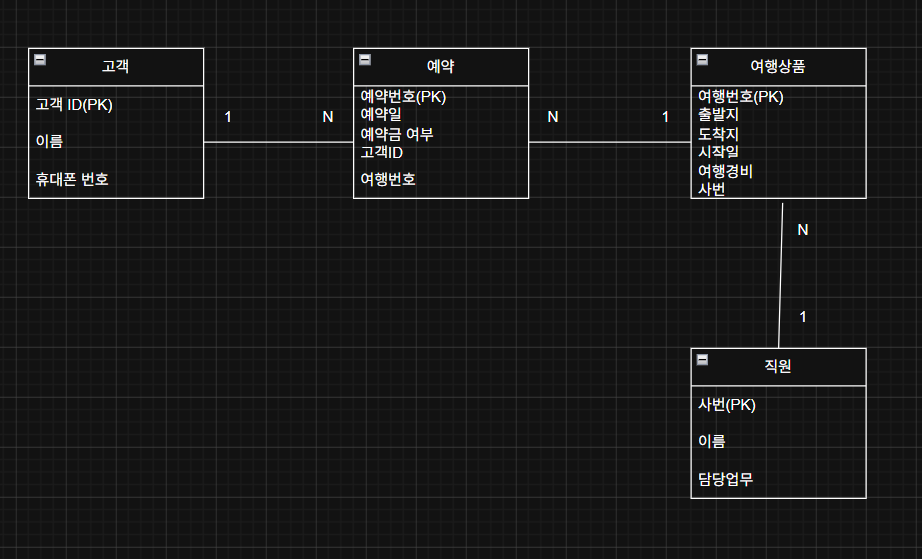 고객
고객 ID(PK)
이름
휴대폰 번호
1
N
예약
예약번호(PK)
예약일
예약금 여부
고객ID
여행번호
N
1
여행상품
여행번호(PK)
출발지
도착지
시작일
여행경비
사번
N
1
직원
사번(PK)
이름
담당업무